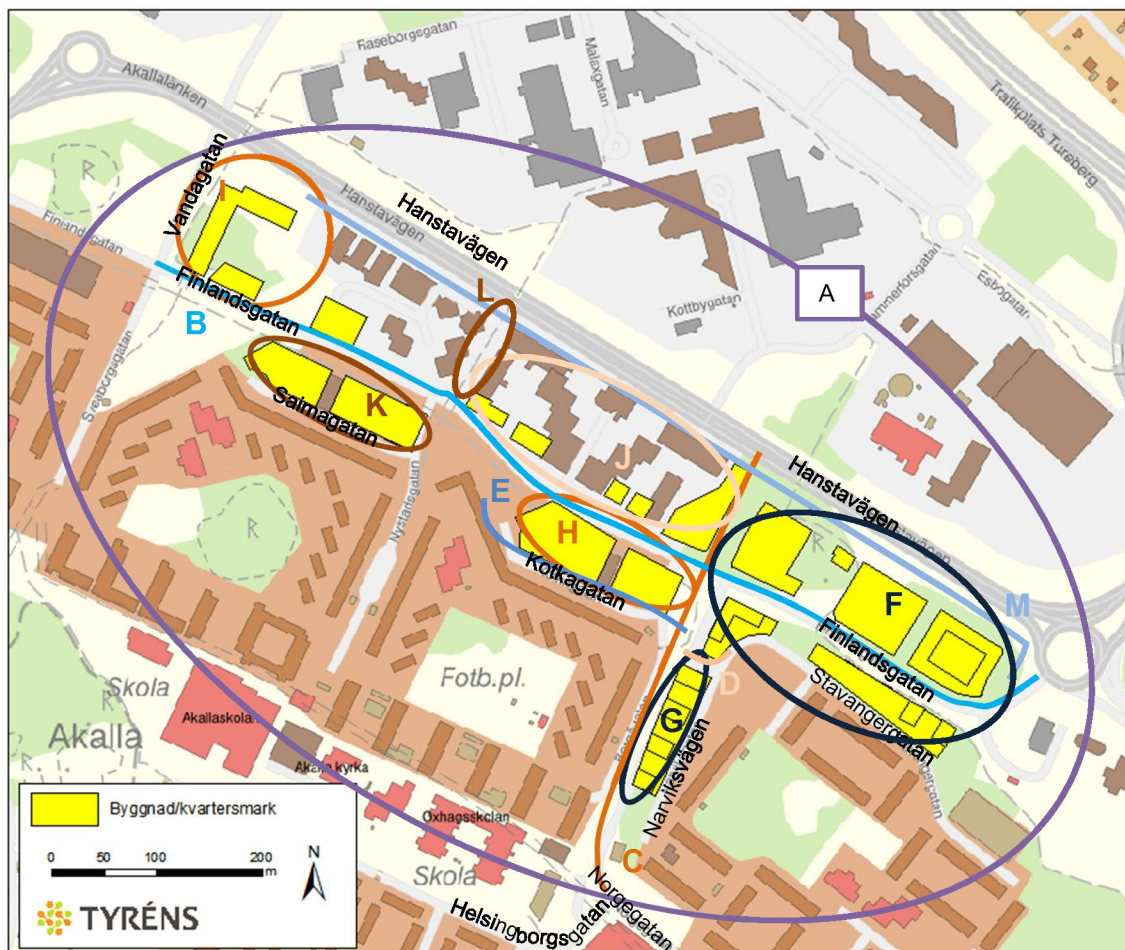 Raseborgsgatan
Malaxgatan
Akallalänken
Trafikplats Tureberg
Vandagatan
I
Hanstavägen
Hanstavägen
Finlandsgatan
A
Esbogatan
Kottbygatan
L
Finlandsgatan
B
Sveaborgsgatan
K
Saimagatan
Nystadsgatan
J
Hanstavägen
E
H
Kotkagatan
R
R
R
F
M
Finlandsgatan
Stavangergatan
D
G
Narviksvägen
Fotb.pl.
Skola
Akallaskolan
Akalla
Akalla kyrka
Oxhagsskolan
Skola
C
Norgegatan
Helsingborgsgatan
Byggnad/kvartersmark
0 50 100 200
m
N
TYRÉNS